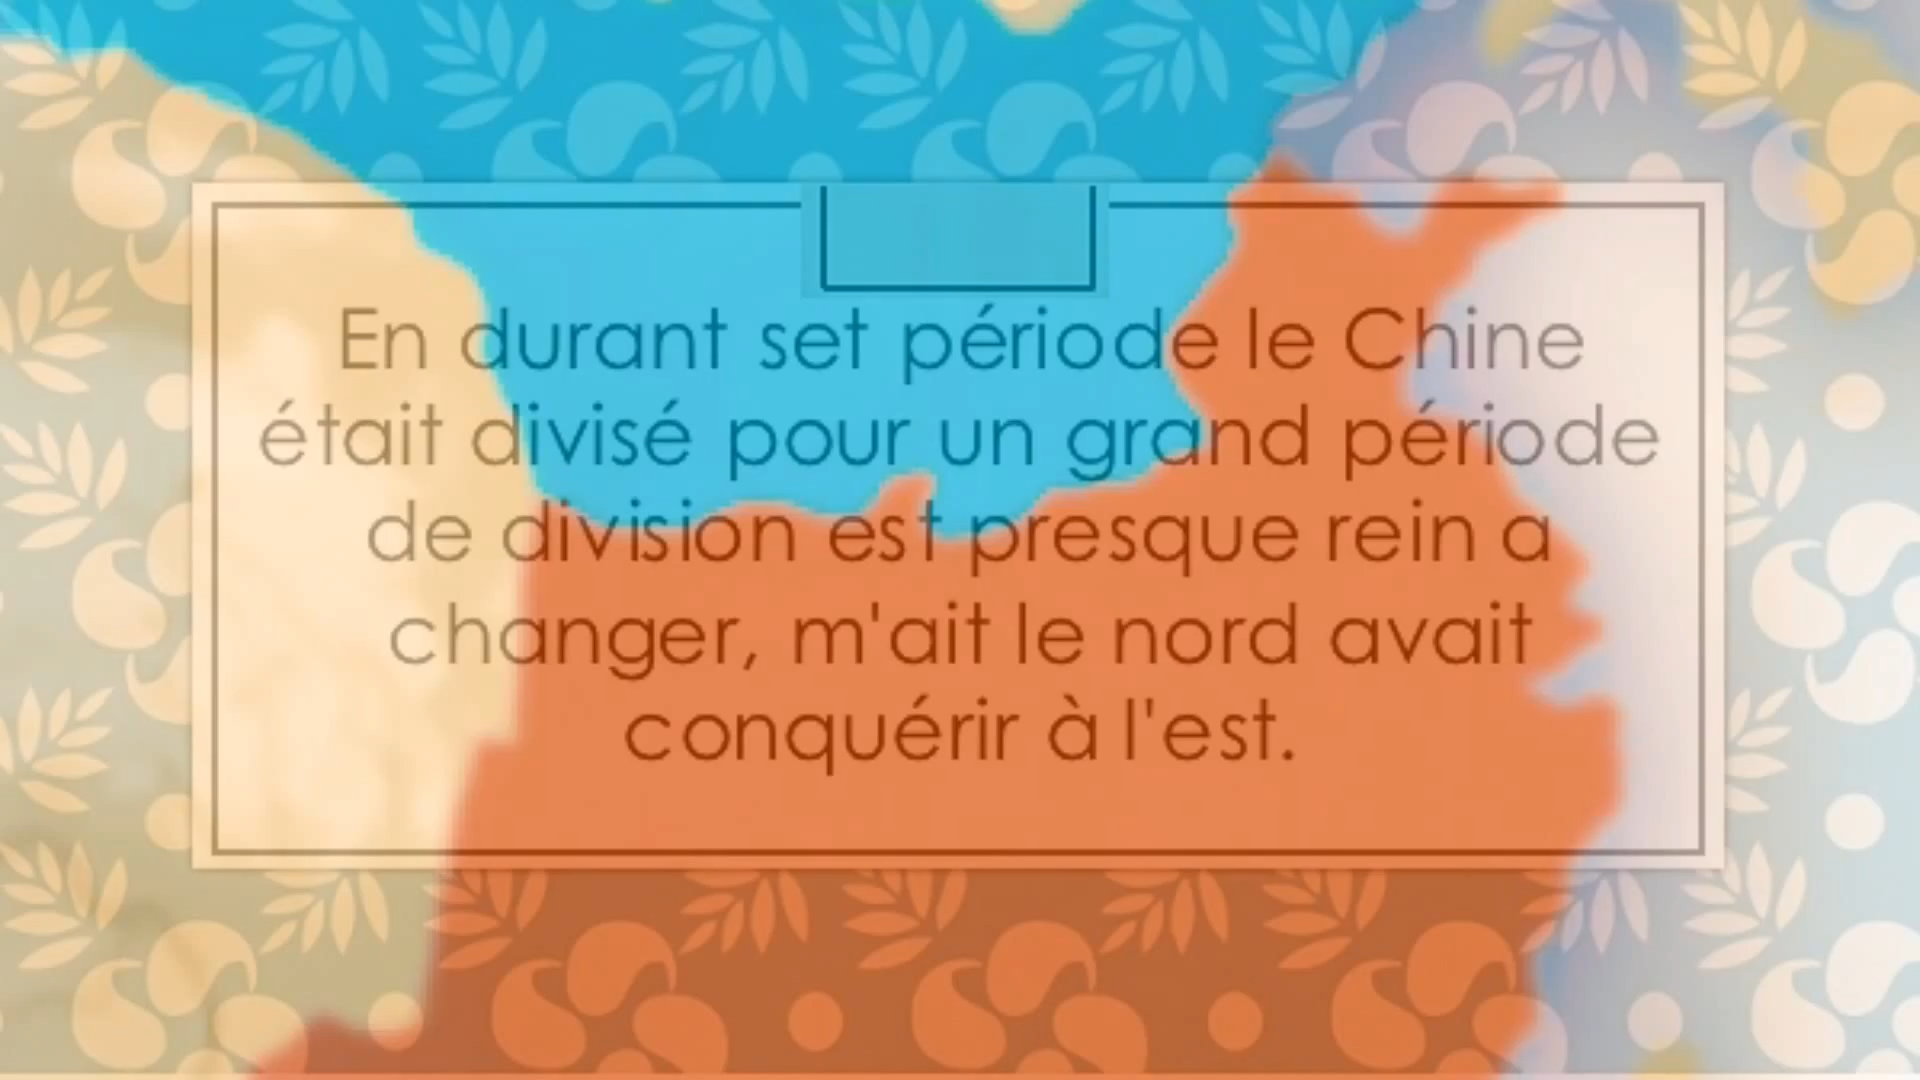 En durant set période le Chine
était divisé pour un grand période
de division est presque rein a
changer, m'ait le nord avait
conquérir à l'est.